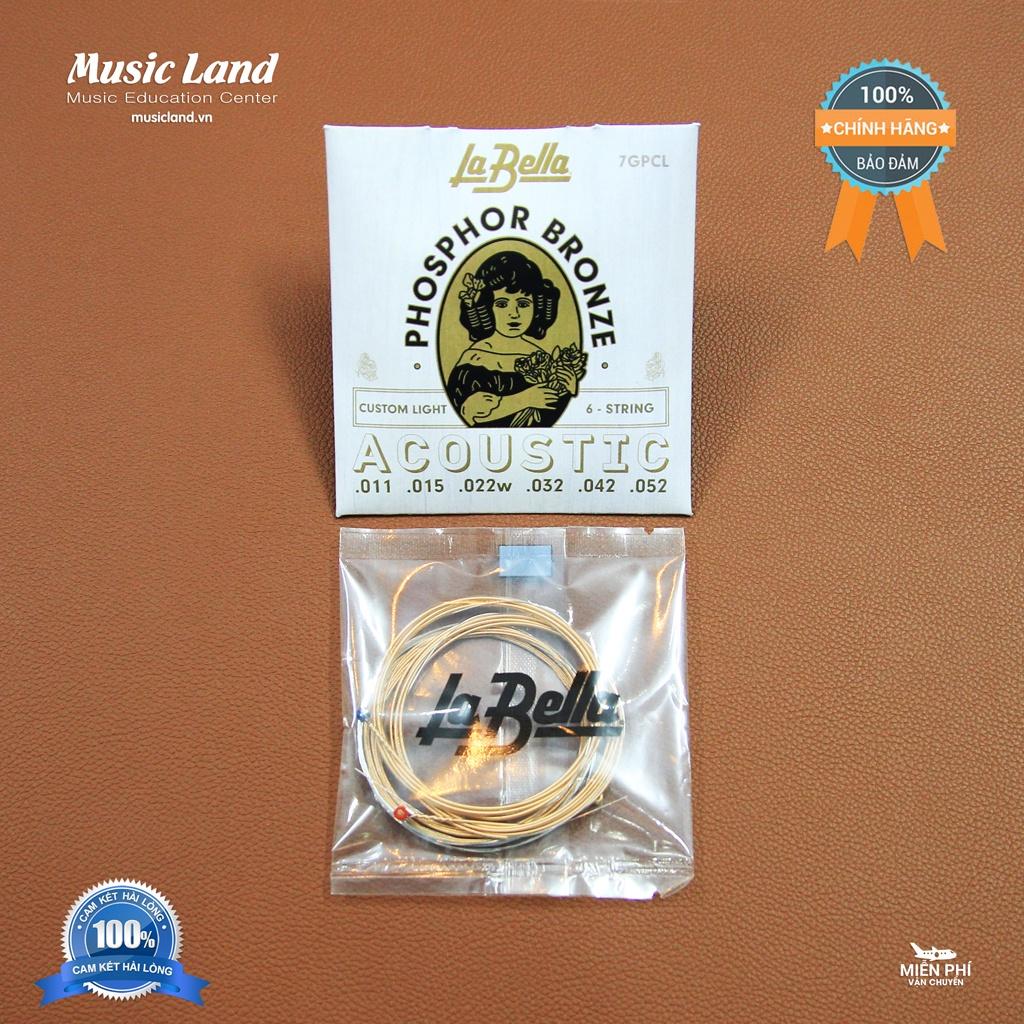 Music Land
Music Education Center
musicland.vn
100%
CHÍNH HÃNG
BẢO ĐẢM
La Bella
7GPCL
PHOSPHOR BRONZE
CUSTOM LIGHT
6 - STRING
ACOUSTIC
.011 .015 .022w .032 .042 .052
La Bella
CAM KẾT HÀI LÒNG
100%
CAM KẾT HÀI LÒNG
MIỄN PHÍ
VẬN CHUYỂN